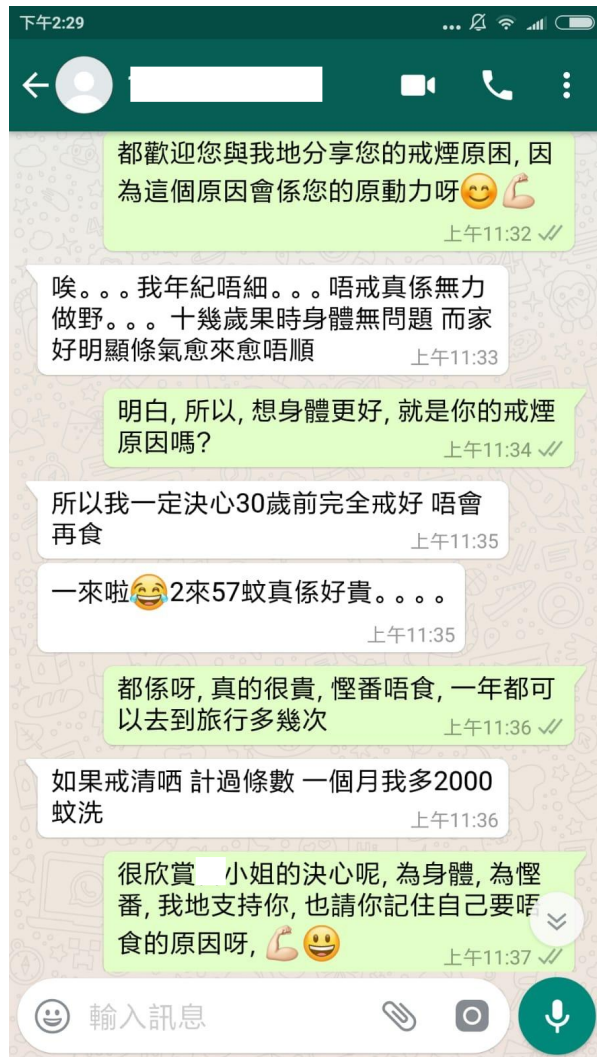 下午2:29
都歡迎您與我地分享您的戒煙原因, 因
為這個原因會係您的原動力呀😊💪🏻
上午11:32
唉。。。我年紀唔細。。。唔戒真係無力
做野。。。 十幾歲果時身體無問題 而家
好明顯條氣愈來愈唔順
上午11:33
明白, 所以, 想身體更好, 就是你的戒煙
原因嗎?
上午11:34
所以我一定決心30歲前完全戒好 唔會
再食
上午11:35
一來啦😂2來57蚊真係好貴。。。。
上午11:35
都係呀, 真的很貴, 慳番唔食, 一年都可
以去到旅行多幾次
上午11:36
如果戒清哂 計過條數 一個月我多2000
蚊洗
上午11:36
很欣賞 小姐的決心呢, 為身體, 為慳
番, 我地支持你, 也請你記住自己要唔
食的原因呀, 💪🏻😃
上午11:37
輸入訊息